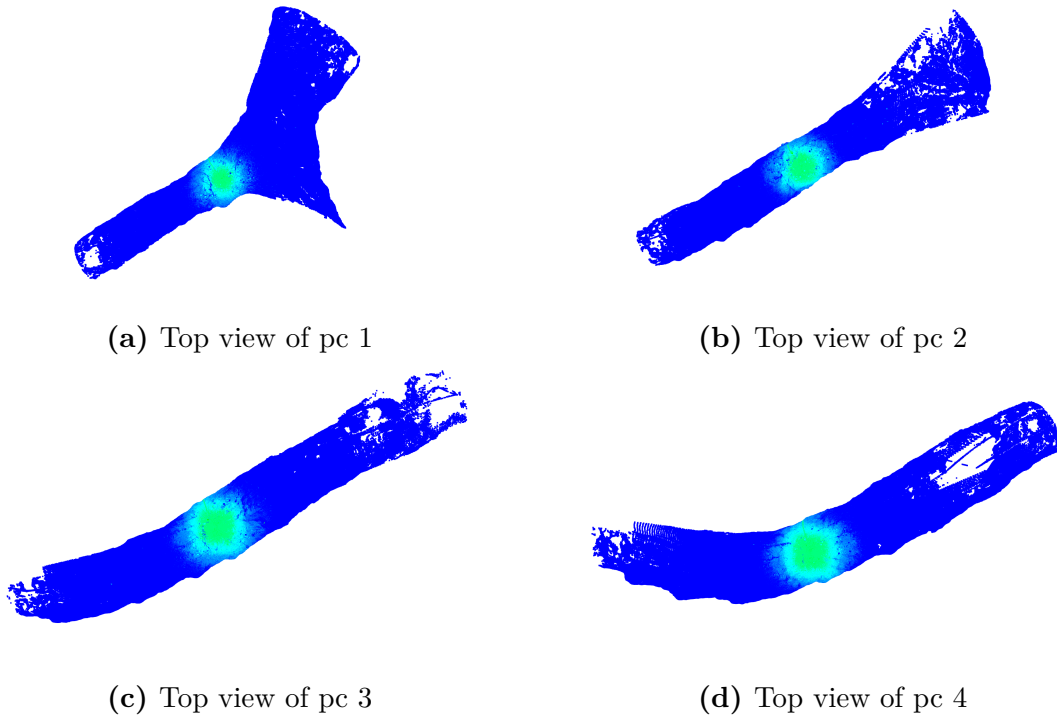 (a) Top view of pc 1
(b) Top view of pc 2
(c) Top view of pc 3
(d) Top view of pc 4